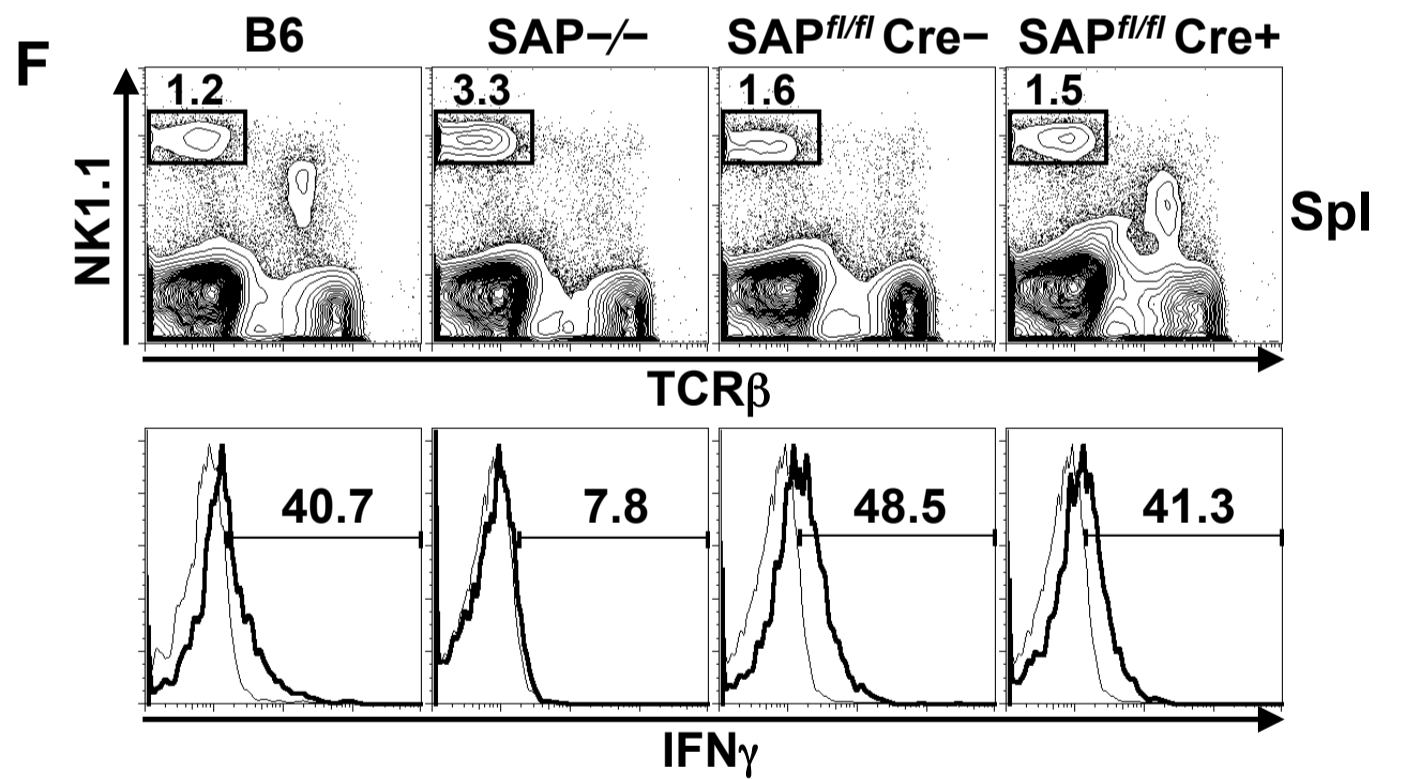 F
B6 SAP−/− SAPfl/fl Cre− SAPfl/fl Cre+
1.2 3.3 1.6 1.5
NK1.1
Spl
TCRβ
40.7 7.8 48.5 41.3
IFNγ